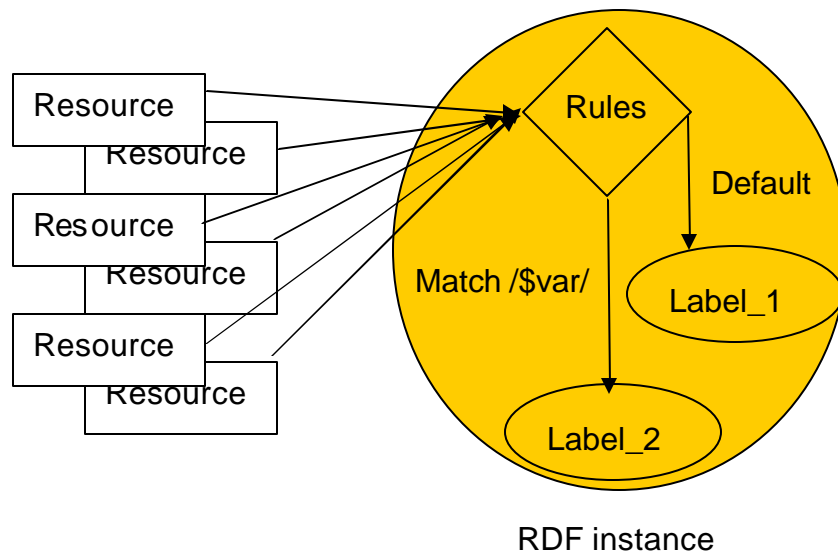 Resource
Resource
Resource
Resource
Resource
Resource
Rules
Default
Match /$var/
Label_1
Label_2
RDF instance